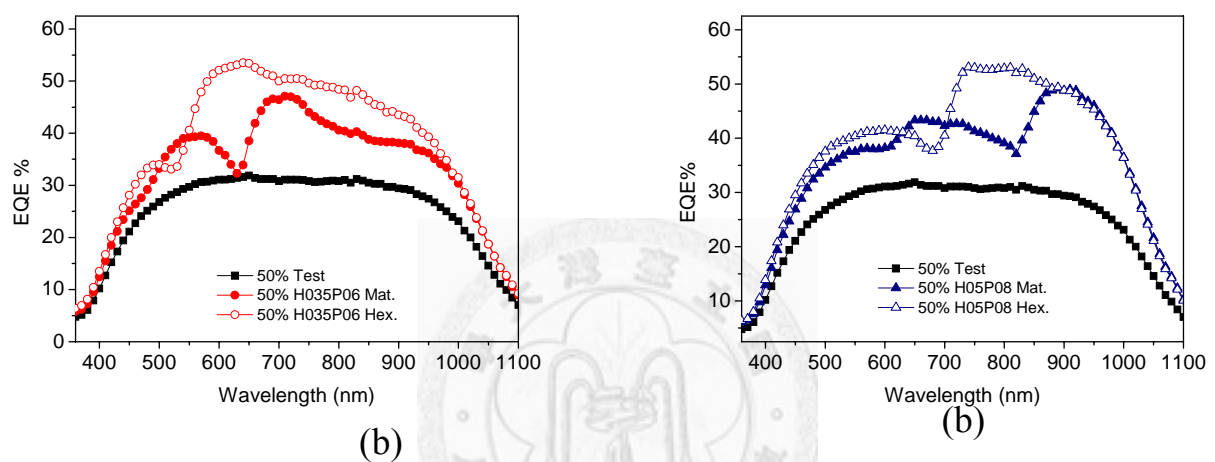 60
50
40
30
20
10
0
EQE %
50% Test
50% H035P06 Mat.
50% H035P06 Hex.
400 500 600 700 800 900 1000 1100
Wavelength (nm)
(b)
60
50
40
30
20
10
EQE%
50% Test
50% H05P08 Mat.
50% H05P08 Hex.
400 500 600 700 800 900 1000 1100
Wavelength (nm)
(b)